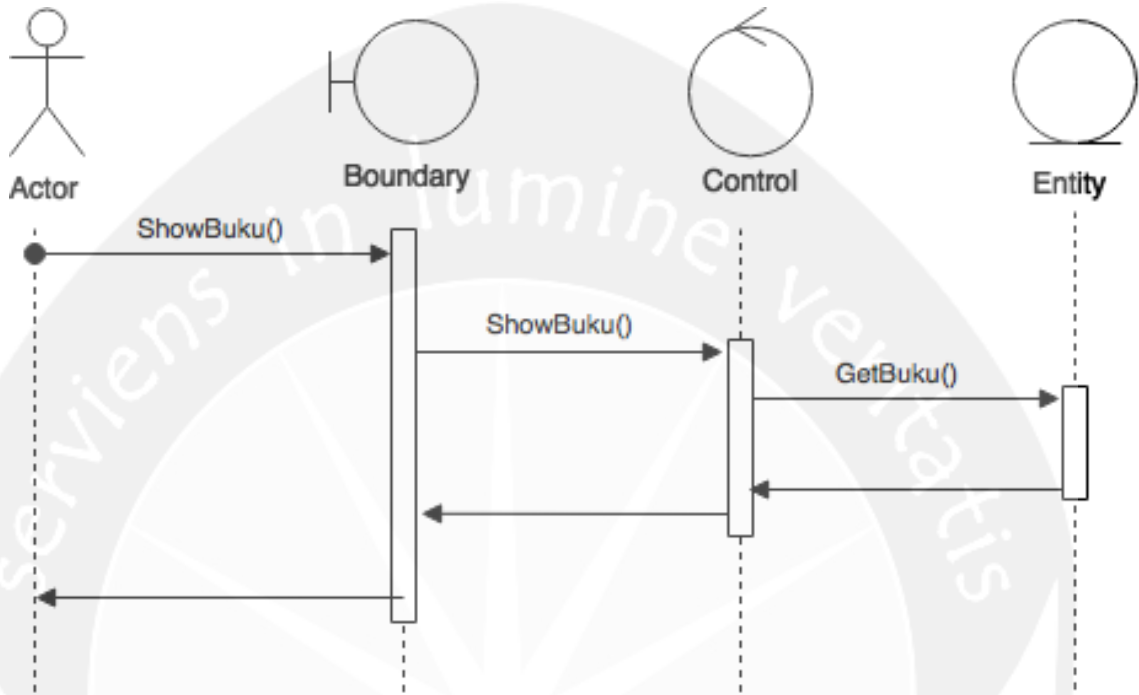 Actor
Boundary
Control
Entity
ShowBuku()
ShowBuku()
GetBuku()
serviens in lumine veritatis